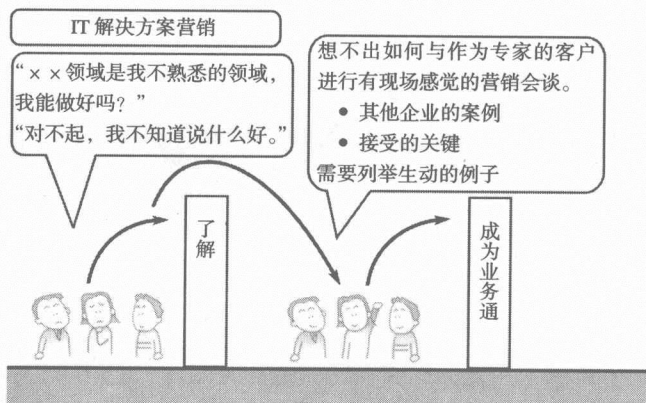 IT 解决方案营销
“××领域是我不熟悉的领域，
我能做好吗？”
“对不起，我不知道说什么好。”
想不出如何与作为专家的客户
进行有现场感觉的营销会谈。
• 其他企业的案例
• 接受的关键
需要列举生动的例子
了解
成为业务通